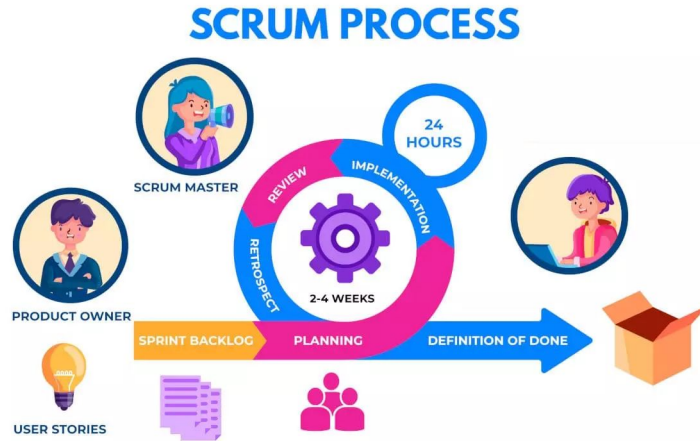 SCRUM PROCESS
24
HOURS
IMPLEMENTATION
REVIEW
SCRUM MASTER
RETROSPECT
2-4 WEEKS
PRODUCT OWNER
SPRINT BACKLOG
PLANNING
DEFINITION OF DONE
USER STORIES